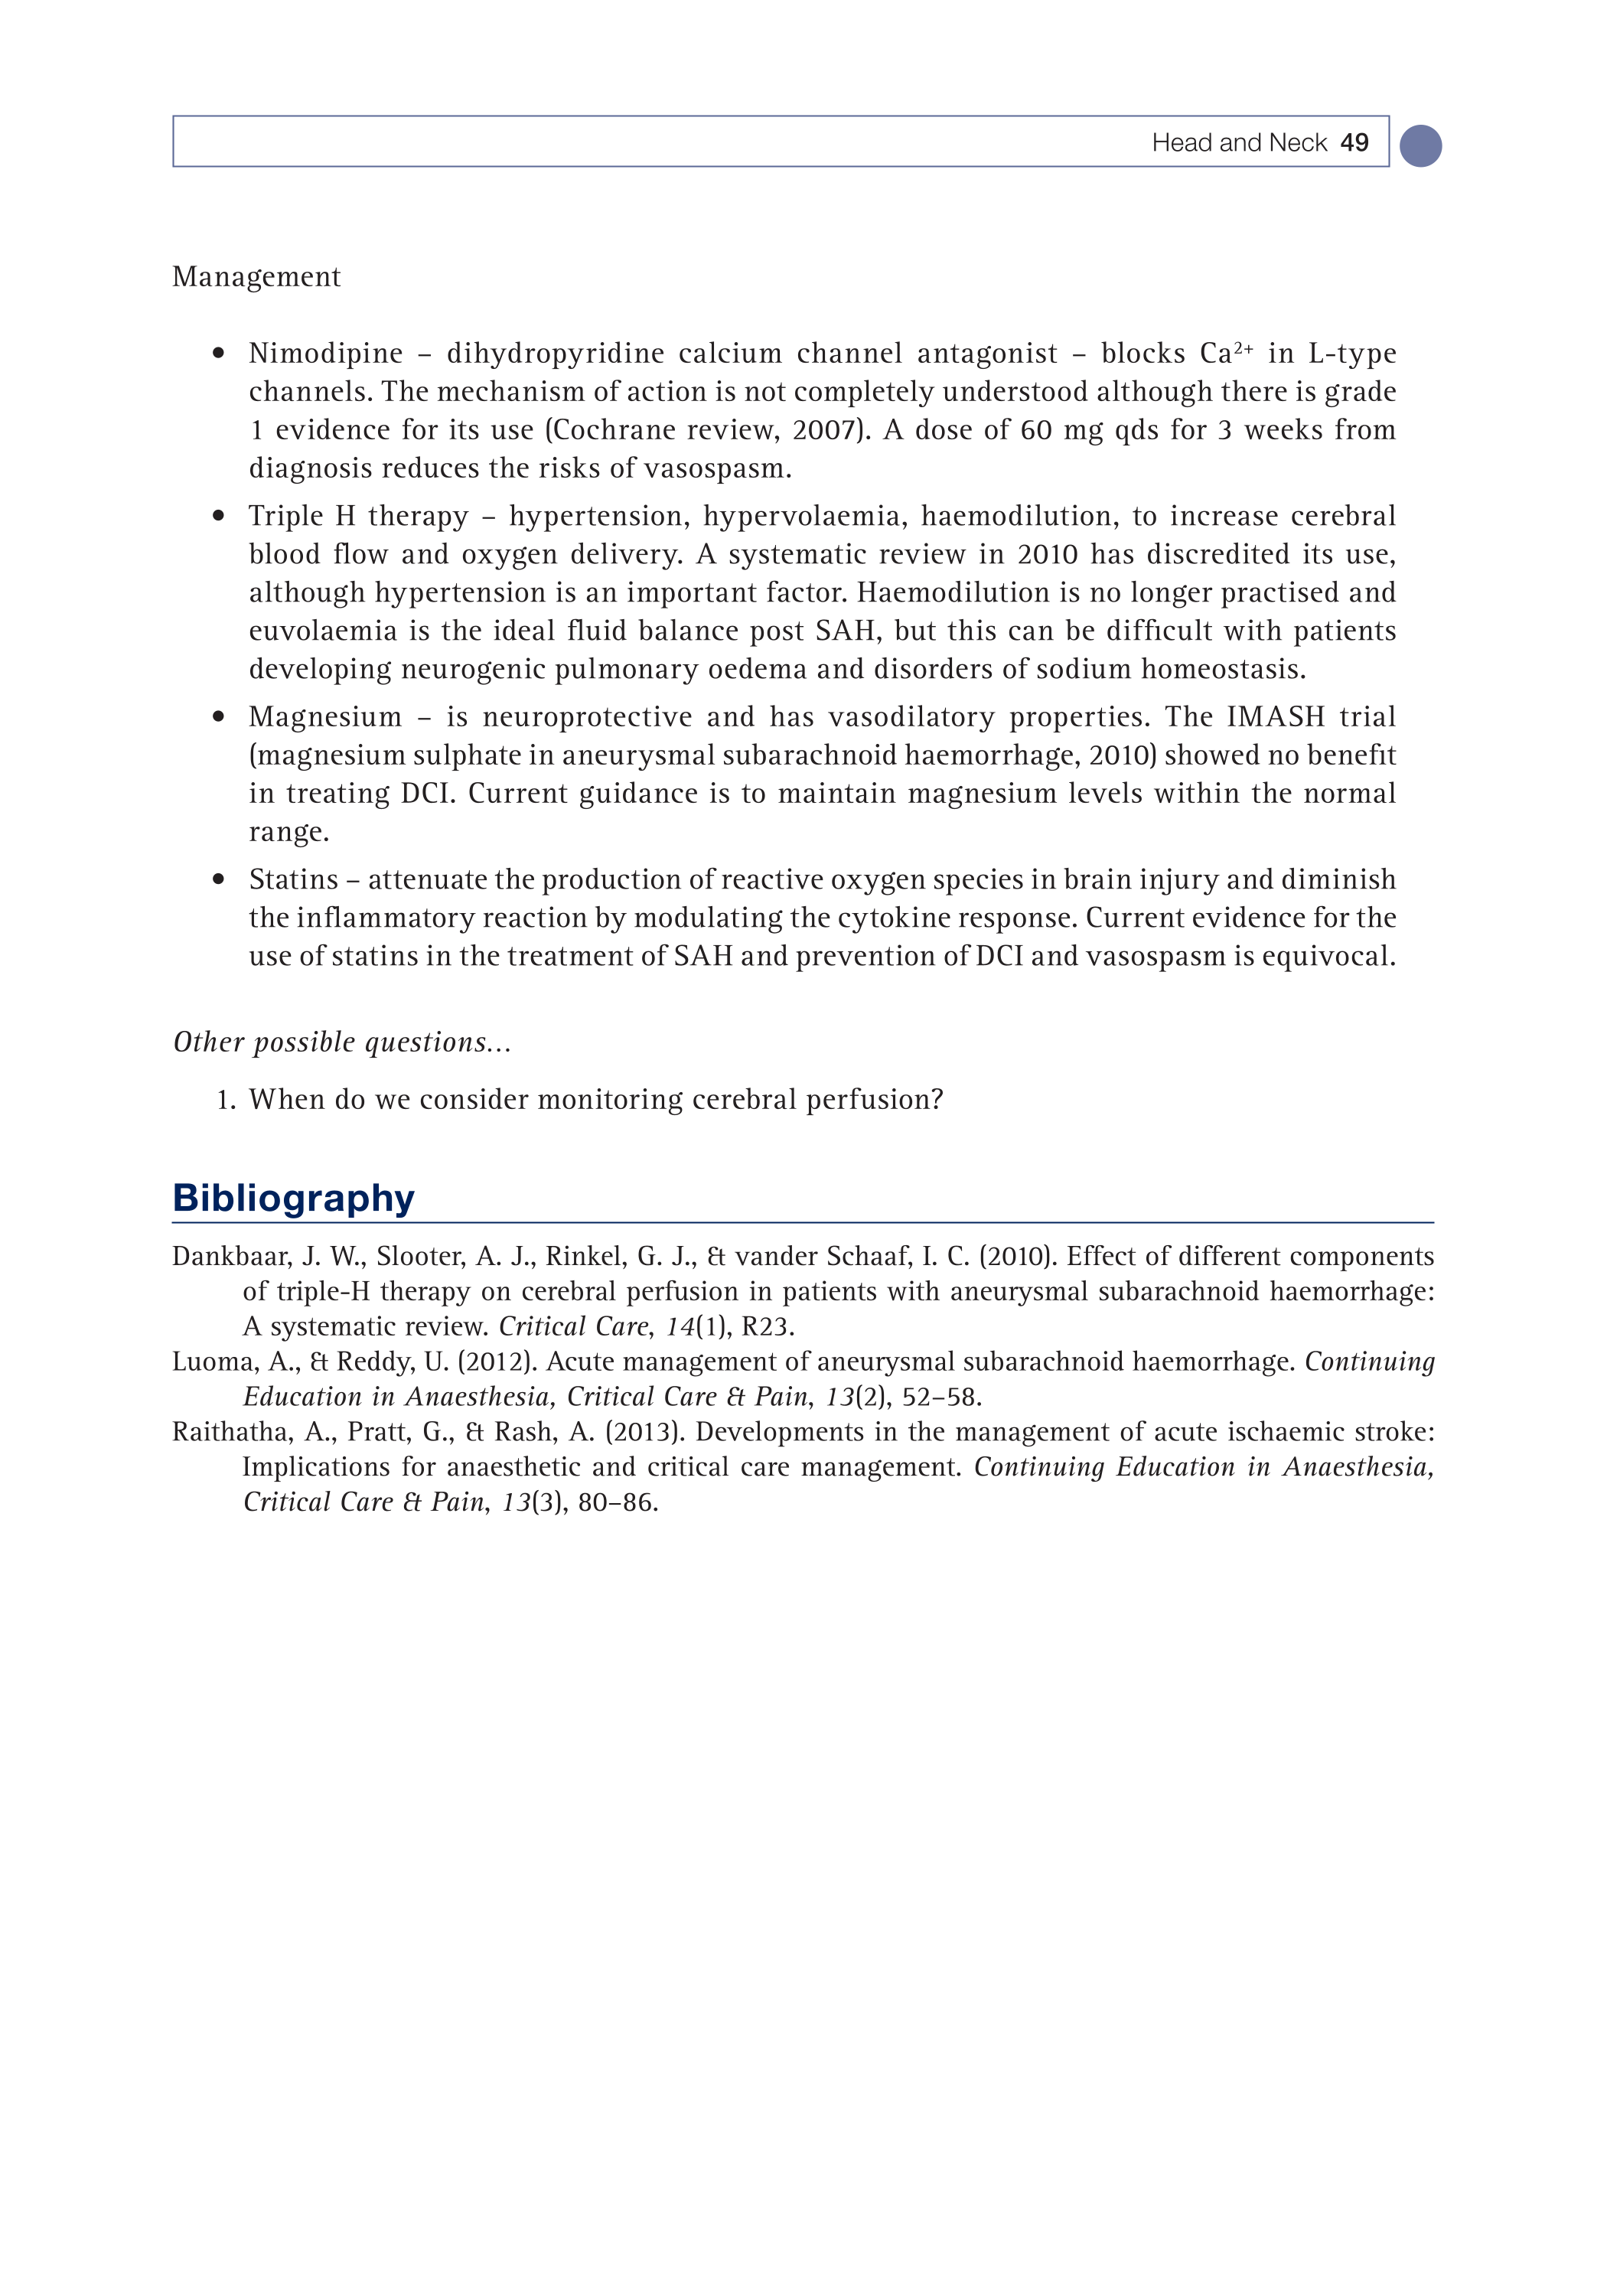 Head and Neck 49
Management
• Nimodipine – dihydropyridine calcium channel antagonist – blocks Ca²⁺ in L-type
channels. The mechanism of action is not completely understood although there is grade
1 evidence for its use (Cochrane review, 2007). A dose of 60 mg qds for 3 weeks from
diagnosis reduces the risks of vasospasm.
• Triple H therapy – hypertension, hypervolaemia, haemodilution, to increase cerebral
blood flow and oxygen delivery. A systematic review in 2010 has discredited its use,
although hypertension is an important factor. Haemodilution is no longer practised and
euvolaemia is the ideal fluid balance post SAH, but this can be difficult with patients
developing neurogenic pulmonary oedema and disorders of sodium homeostasis.
• Magnesium – is neuroprotective and has vasodilatory properties. The IMASH trial
(magnesium sulphate in aneurysmal subarachnoid haemorrhage, 2010) showed no benefit
in treating DCI. Current guidance is to maintain magnesium levels within the normal
range.
• Statins – attenuate the production of reactive oxygen species in brain injury and diminish
the inflammatory reaction by modulating the cytokine response. Current evidence for the
use of statins in the treatment of SAH and prevention of DCI and vasospasm is equivocal.
Other possible questions…
1. When do we consider monitoring cerebral perfusion?
Bibliography
Dankbaar, J. W., Slooter, A. J., Rinkel, G. J., & vander Schaaf, I. C. (2010). Effect of different components
of triple-H therapy on cerebral perfusion in patients with aneurysmal subarachnoid haemorrhage:
A systematic review. Critical Care, 14(1), R23.
Luoma, A., & Reddy, U. (2012). Acute management of aneurysmal subarachnoid haemorrhage. Continuing
Education in Anaesthesia, Critical Care & Pain, 13(2), 52–58.
Raithatha, A., Pratt, G., & Rash, A. (2013). Developments in the management of acute ischaemic stroke:
Implications for anaesthetic and critical care management. Continuing Education in Anaesthesia,
Critical Care & Pain, 13(3), 80–86.